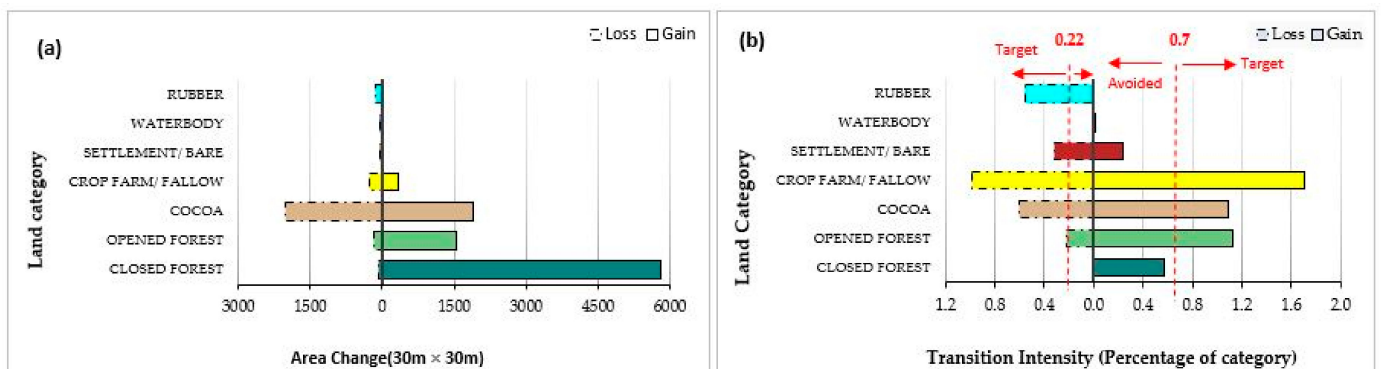 (a)
Loss Gain
Land category
RUBBER
WATERBODY
SETTLEMENT/ BARE
CROP FARM/ FALLOW
COCOA
OPENED FOREST
CLOSED FOREST
3000 1500 0 1500 3000 4500 6000
Area Change(30m × 30m)
(b)
0.22 0.7
Loss Gain
Target Target
Avoided
Land Category
RUBBER
WATERBODY
SETTLEMENT/ BARE
CROP FARM/ FALLOW
COCOA
OPENED FOREST
CLOSED FOREST
1.2 0.8 0.4 0.0 0.4 0.8 1.2 1.6 2.0
Transition Intensity (Percentage of category)